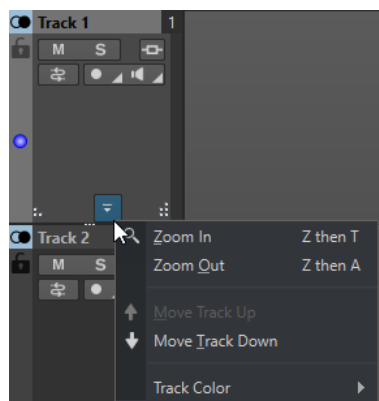 Track 1 1
M S
Track 2
M S
Zoom In Z then T
Zoom Out Z then A
Move Track Up
Move Track Down
Track Color